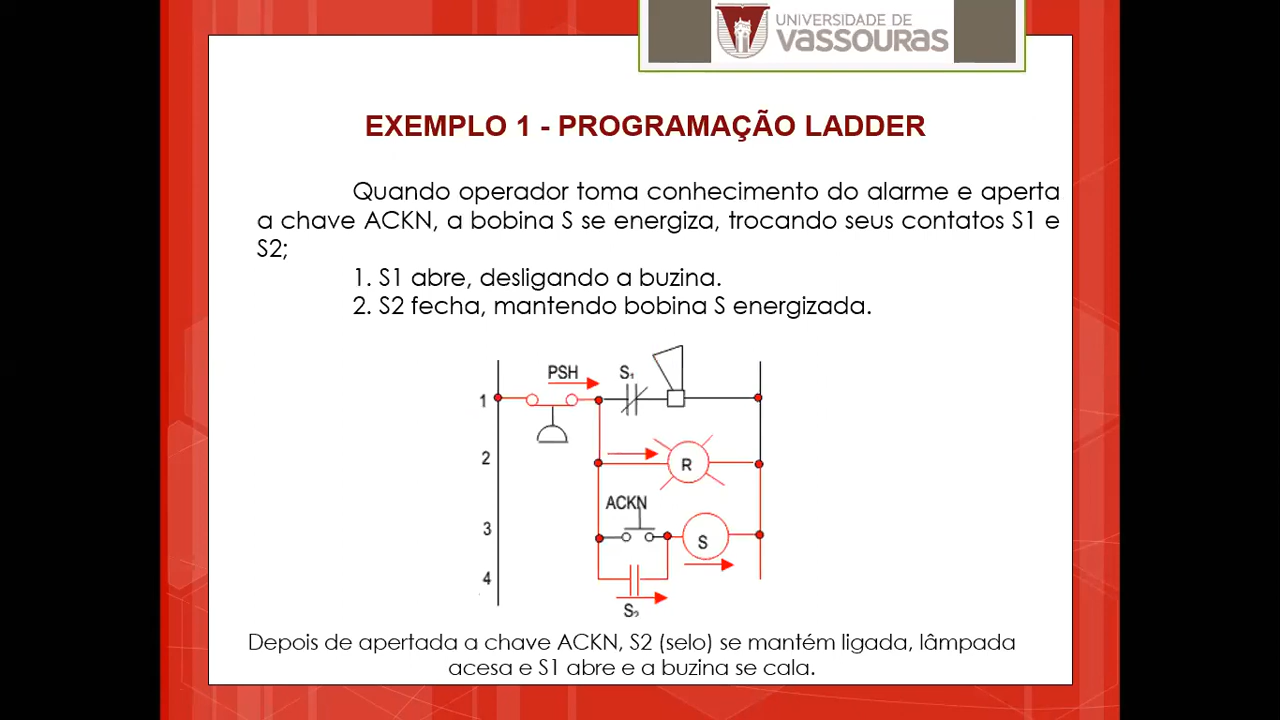 UNIVERSIDADE DE
VASSOURAS
EXEMPLO 1 - PROGRAMAÇÃO LADDER
Quando operador toma conhecimento do alarme e aperta
a chave ACKN, a bobina S se energiza, trocando seus contatos S1 e
S2;
1. S1 abre, desligando a buzina.
2. S2 fecha, mantendo bobina S energizada.
PSH
S₁
1
2
R
ACKN
3
S
4
S₂
Depois de apertada a chave ACKN, S2 (selo) se mantém ligada, lâmpada
acesa e S1 abre e a buzina se cala.